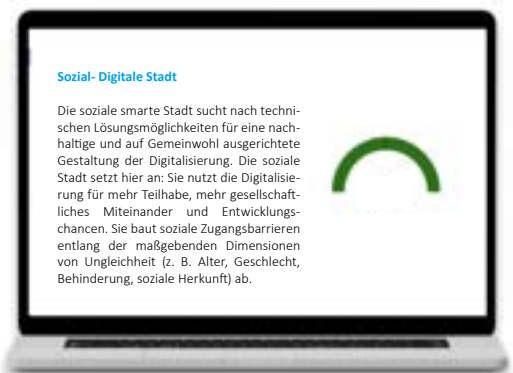 Sozial- Digitale Stadt
Die soziale smarte Stadt sucht nach techni-
schen Lösungsmöglichkeiten für eine nach-
haltige und auf Gemeinwohl ausgerichtete
Gestaltung der Digitalisierung. Die soziale
Stadt setzt hier an: Sie nutzt die Digitalisie-
rung für mehr Teilhabe, mehr gesellschaft-
liches Miteinander und Entwicklungs-
chancen. Sie baut soziale Zugangsbarrieren
entlang der maßgebenden Dimensionen
von Ungleichheit (z. B. Alter, Geschlecht,
Behinderung, soziale Herkunft) ab.